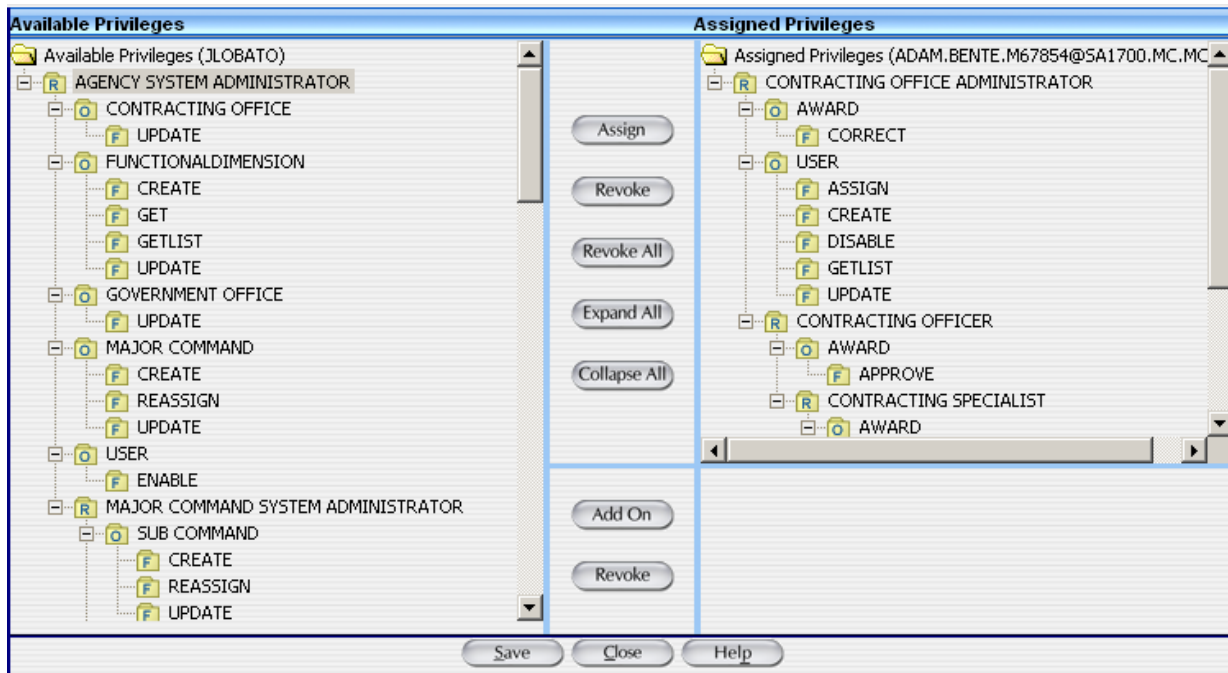 Available Privileges
Available Privileges (JLOBATO)
R AGENCY SYSTEM ADMINISTRATOR
O CONTRACTING OFFICE
F UPDATE
O FUNCTIONALDIMENSION
F CREATE
F GET
F GETLIST
F UPDATE
O GOVERNMENT OFFICE
F UPDATE
O MAJOR COMMAND
F CREATE
F REASSIGN
F UPDATE
O USER
F ENABLE
R MAJOR COMMAND SYSTEM ADMINISTRATOR
O SUB COMMAND
F CREATE
F REASSIGN
F UPDATE
Assign
Revoke
Revoke All
Expand All
Collapse All
Add On
Revoke
Assigned Privileges
Assigned Privileges (ADAM.BENTE.M67854@SA1700.MC.MC
R CONTRACTING OFFICE ADMINISTRATOR
O AWARD
F CORRECT
O USER
F ASSIGN
F CREATE
F DISABLE
F GETLIST
F UPDATE
R CONTRACTING OFFICER
O AWARD
F APPROVE
R CONTRACTING SPECIALIST
O AWARD
Save
Close
Help